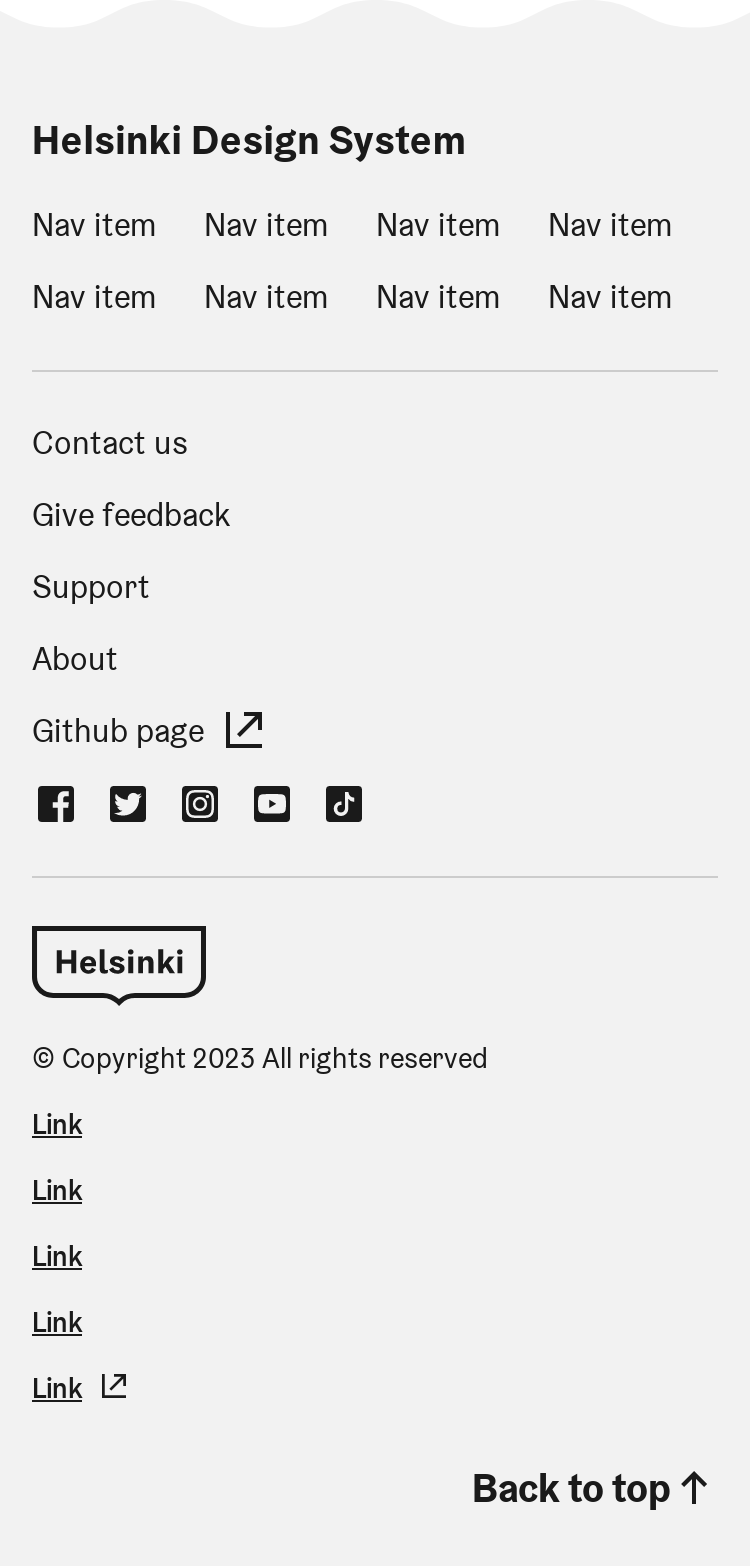 Helsinki Design System
Nav item Nav item Nav item Nav item
Nav item Nav item Nav item Nav item
Contact us
Give feedback
Support
About
Github page
Helsinki
© Copyright 2023 All rights reserved
Link
Link
Link
Link
Link
Back to top ↑